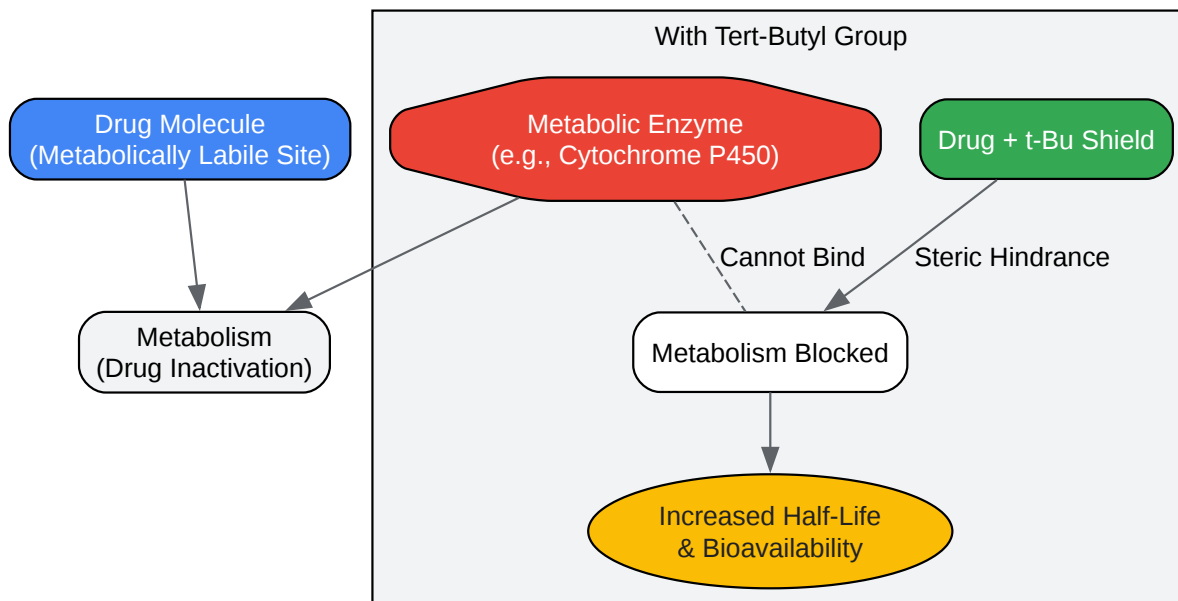 With Tert-Butyl Group
Drug Molecule
(Metabolically Labile Site)
Metabolic Enzyme
(e.g., Cytochrome P450)
Drug + t-Bu Shield
Cannot Bind
Steric Hindrance
Metabolism
(Drug Inactivation)
Metabolism Blocked
Increased Half-Life
& Bioavailability